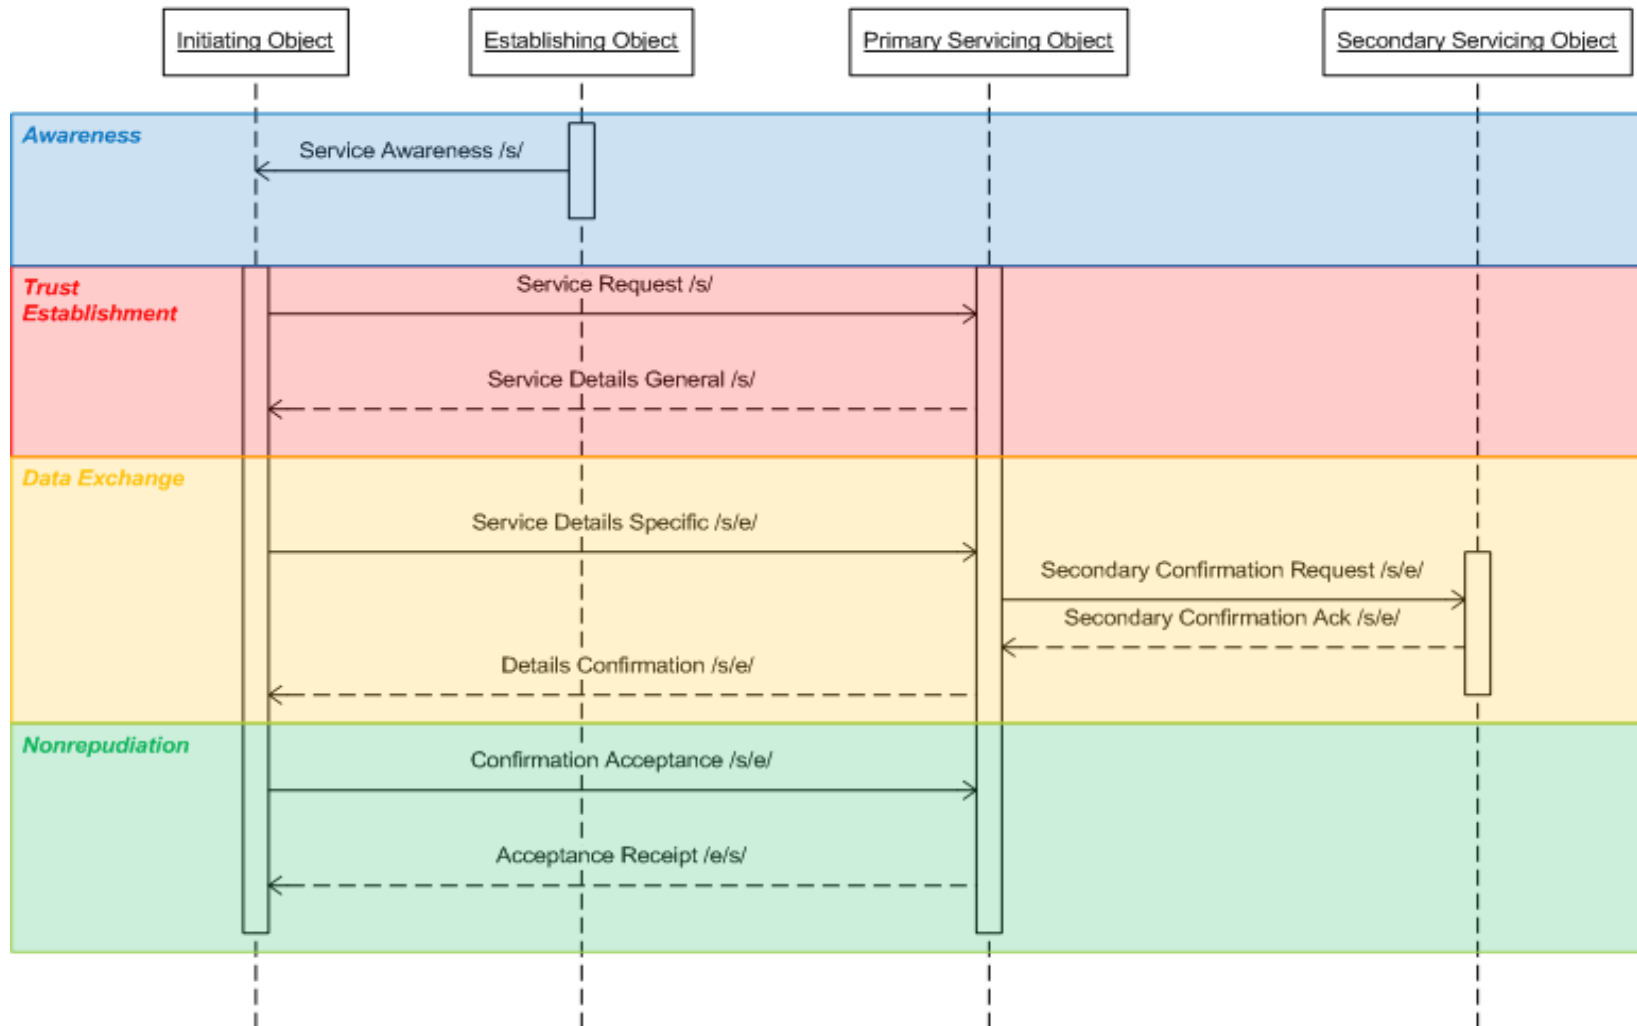 Initiating Object
Establishing Object
Primary Servicing Object
Secondary Servicing Object
Awareness
Service Awareness /s/
Trust
Establishment
Service Request /s/
Service Details General /s/
Data Exchange
Service Details Specific /s/e/
Secondary Confirmation Request /s/e/
Secondary Confirmation Ack /s/e/
Details Confirmation /s/e/
Nonrepudiation
Confirmation Acceptance /s/e/
Acceptance Receipt /e/s/